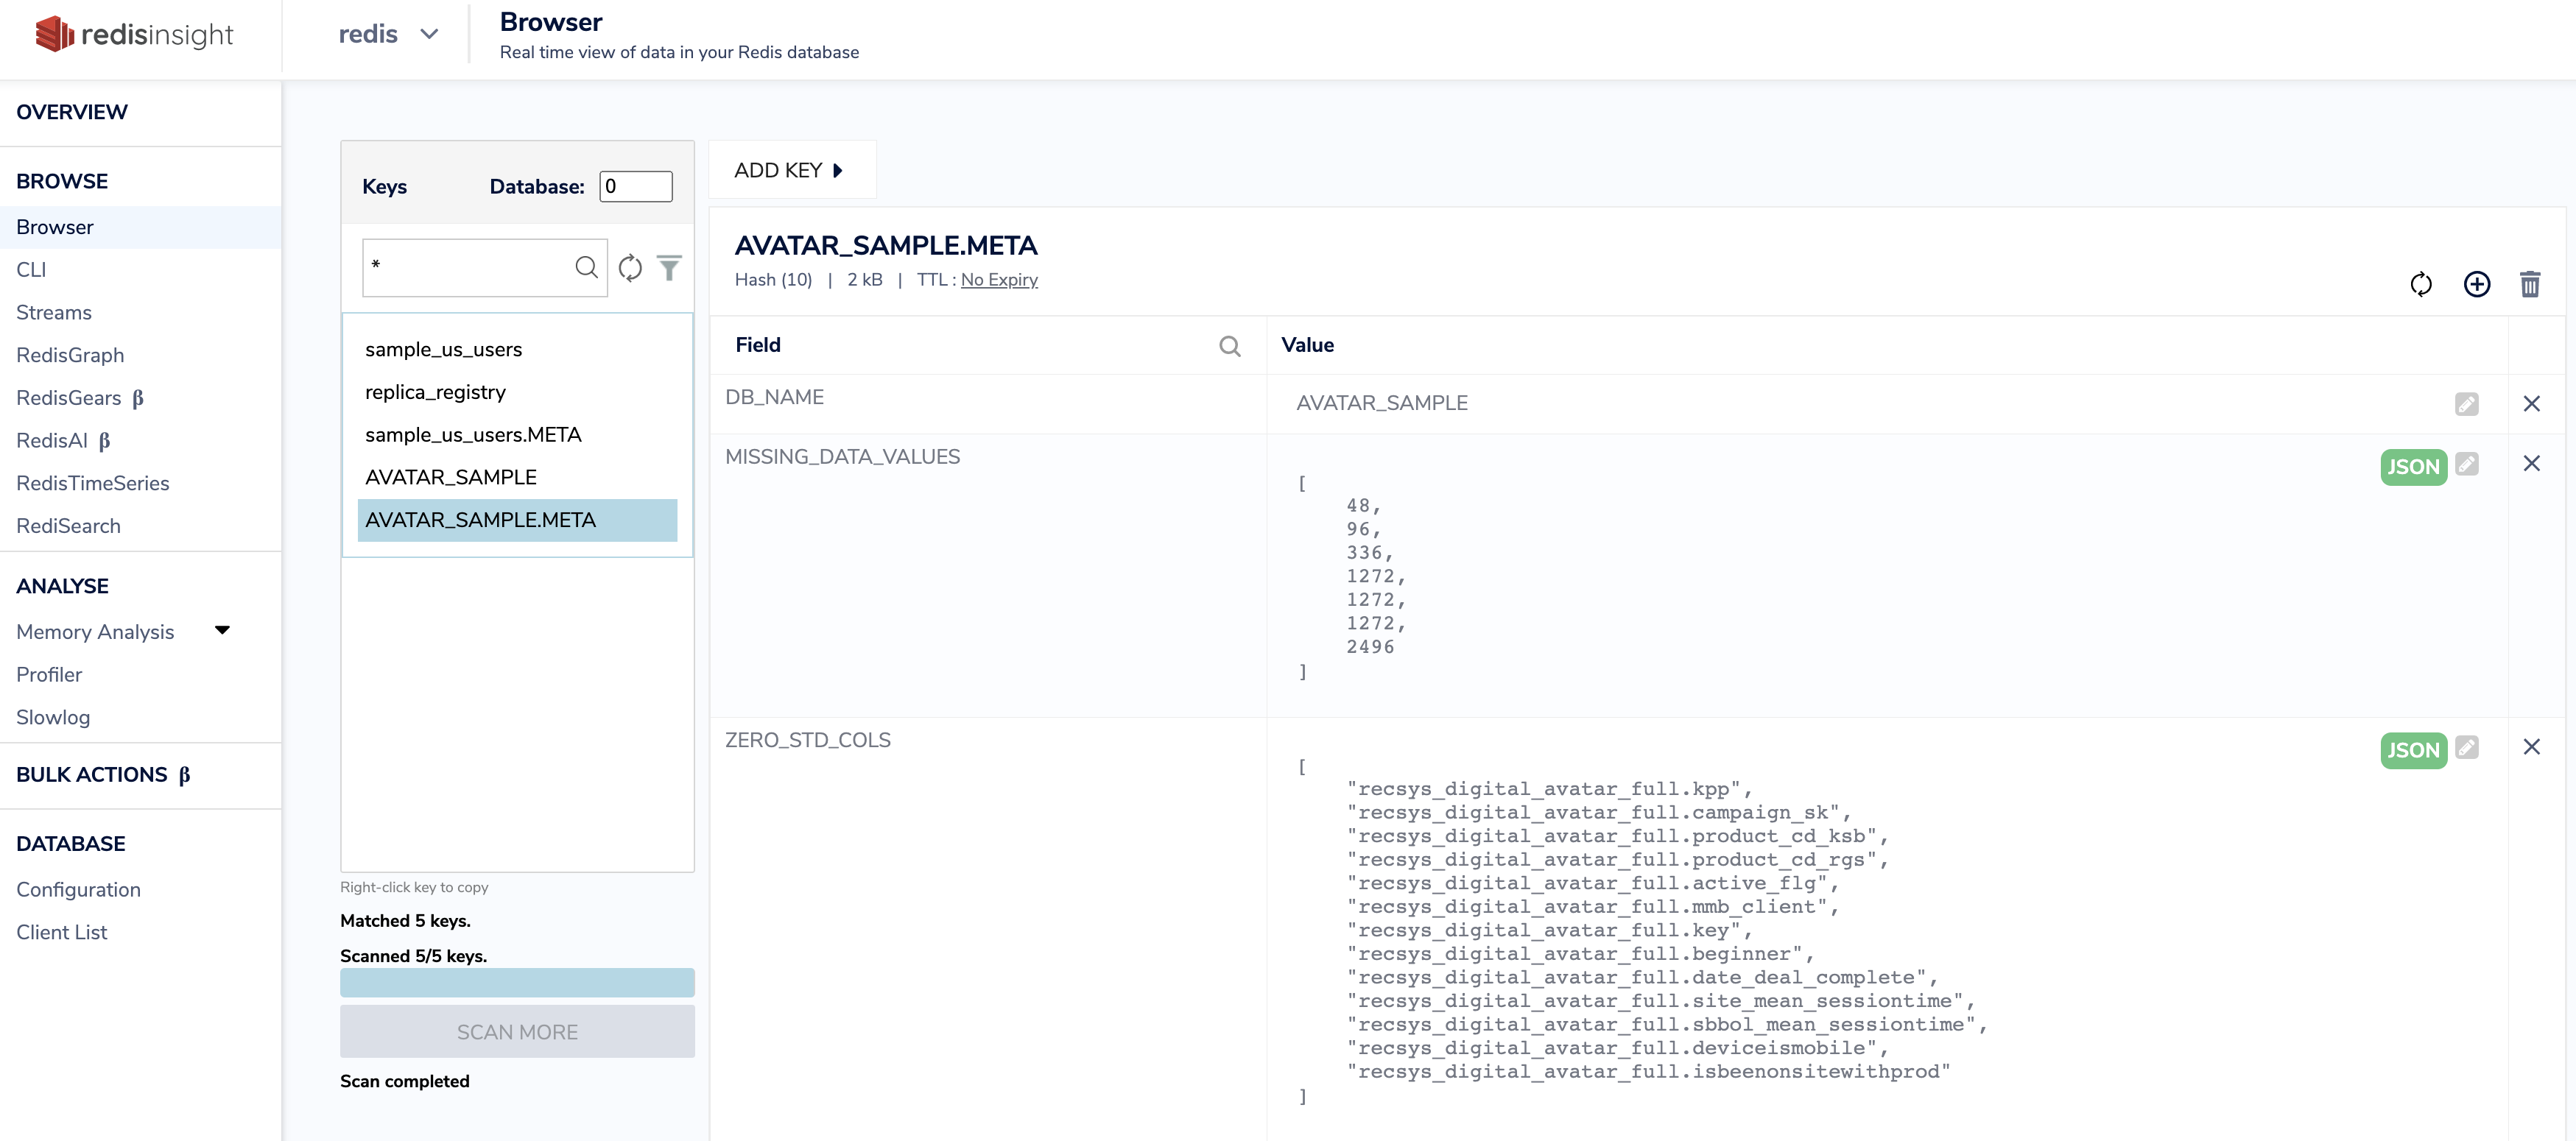 redisinsight
redis
Browser
Real time view of data in your Redis database
OVERVIEW
BROWSE
Browser
CLI
Streams
RedisGraph
RedisGears β
RedisAI β
RedisTimeSeries
RediSearch
ANALYSE
Memory Analysis
Profiler
Slowlog
BULK ACTIONS β
DATABASE
Configuration
Client List
Keys Database: 0
*
sample_us_users
replica_registry
sample_us_users.META
AVATAR_SAMPLE
AVATAR_SAMPLE.META
Right-click key to copy
Matched 5 keys.
Scanned 5/5 keys.
SCAN MORE
Scan completed
ADD KEY
AVATAR_SAMPLE.META
Hash (10) | 2 kB | TTL : No Expiry
Field Value
DB_NAME AVATAR_SAMPLE
MISSING_DATA_VALUES JSON
[
48,
96,
336,
1272,
1272,
1272,
2496
]
ZERO_STD_COLS JSON
[
"recsys_digital_avatar_full.kpp",
"recsys_digital_avatar_full.campaign_sk",
"recsys_digital_avatar_full.product_cd_ksb",
"recsys_digital_avatar_full.product_cd_rgs",
"recsys_digital_avatar_full.active_flg",
"recsys_digital_avatar_full.mmb_client",
"recsys_digital_avatar_full.key",
"recsys_digital_avatar_full.beginner",
"recsys_digital_avatar_full.date_deal_complete",
"recsys_digital_avatar_full.site_mean_sessiontime",
"recsys_digital_avatar_full.sbbol_mean_sessiontime",
"recsys_digital_avatar_full.deviceismobile",
"recsys_digital_avatar_full.isbeenonsitewithprod"
]